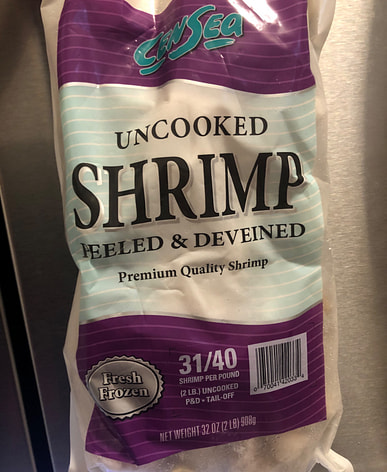 CenSea
UNCOOKED
SHRIMP
PEELED & DEVEINED
Premium Quality Shrimp
Fresh
Frozen
31/40
SHRIMP PER POUND
(2 LB.) UNCOOKED
P&D • TAIL-OFF
NET WEIGHT 32 OZ (2 LB) 908g